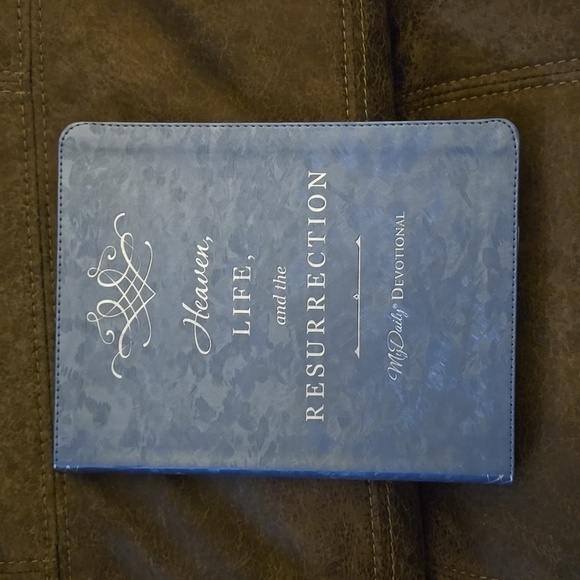 Heaven,
LIFE,
and the
RESURRECTION
MyDaily® DEVOTIONAL